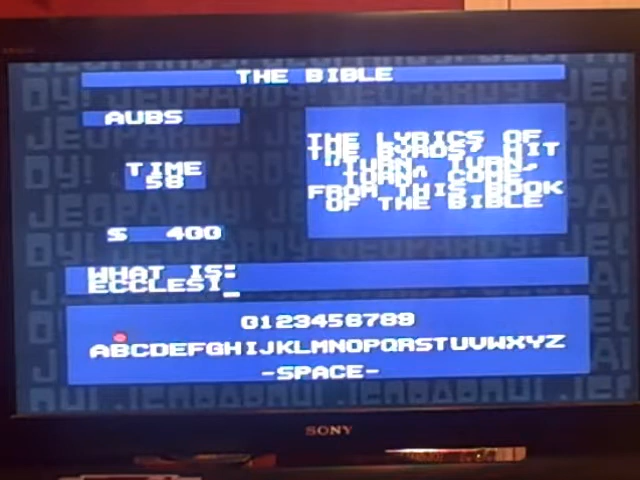 THE BIBLE
AUBS
TIME
58
$ 400
THE LYRICS OF
THE BYRDS' HIT
"TURN, TURN,
TURN" COME
FROM THIS BOOK
OF THE BIBLE
WHAT IS:
ECCLESI_
0123456789
ABCDEFGHIJKLMNOPQRSTUVWXYZ
-SPACE-
SONY